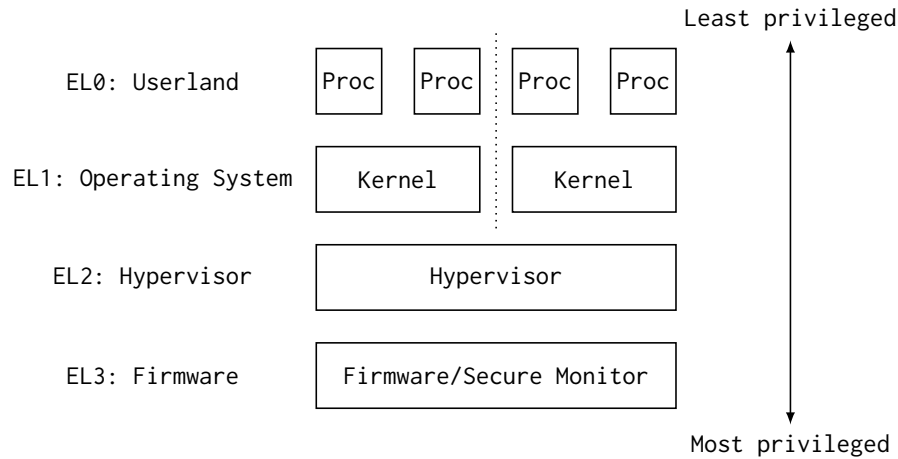 Least privileged
EL0: Userland
Proc
Proc
Proc
Proc
EL1: Operating System
Kernel
Kernel
EL2: Hypervisor
Hypervisor
EL3: Firmware
Firmware/Secure Monitor
Most privileged